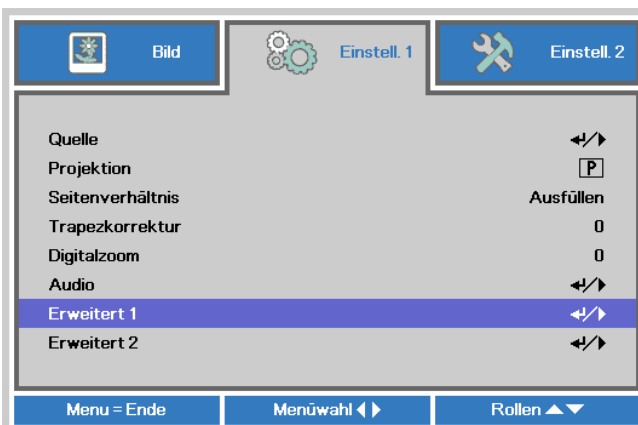 Bild Einstell. 1 Einstell. 2
Quelle ↵/▶
Projektion P
Seitenverhältnis Ausfüllen
Trapezkorrektur 0
Digitalzoom 0
Audio ↵/▶
Erweitert 1 ↵/▶
Erweitert 2 ↵/▶
Menu = Ende Menüwahl ◀▶ Rollen ▲▼